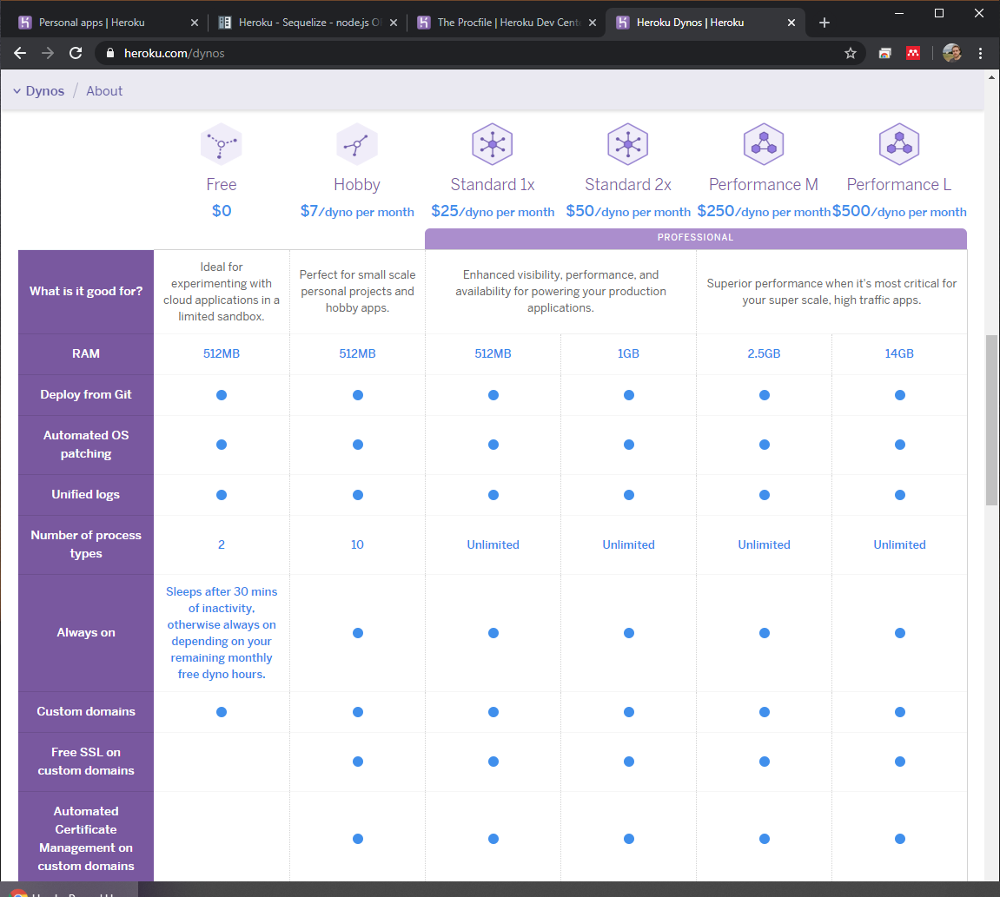 Personal apps | Heroku
Heroku - Sequelize - node.js O
The Procfile | Heroku Dev Cent
Heroku Dynos | Heroku
heroku.com/dynos
Dynos / About
Free
Hobby
Standard 1x
Standard 2x
Performance M
Performance L
$0
$7/dyno per month
$25/dyno per month
$50/dyno per month
$250/dyno per month
$500/dyno per month
PROFESSIONAL
What is it good for?
Ideal for
experimenting with
cloud applications in a
limited sandbox.
Perfect for small scale
personal projects and
hobby apps.
Enhanced visibility, performance, and
availability for powering your production
applications.
Superior performance when it's most critical for
your super scale, high traffic apps.
RAM
512MB
512MB
512MB
1GB
2.5GB
14GB
Deploy from Git
Automated OS
patching
Unified logs
Number of process
types
2
10
Unlimited
Unlimited
Unlimited
Unlimited
Always on
Sleeps after 30 mins
of inactivity,
otherwise always on
depending on your
remaining monthly
free dyno hours.
Custom domains
Free SSL on
custom domains
Automated
Certificate
Management on
custom domains